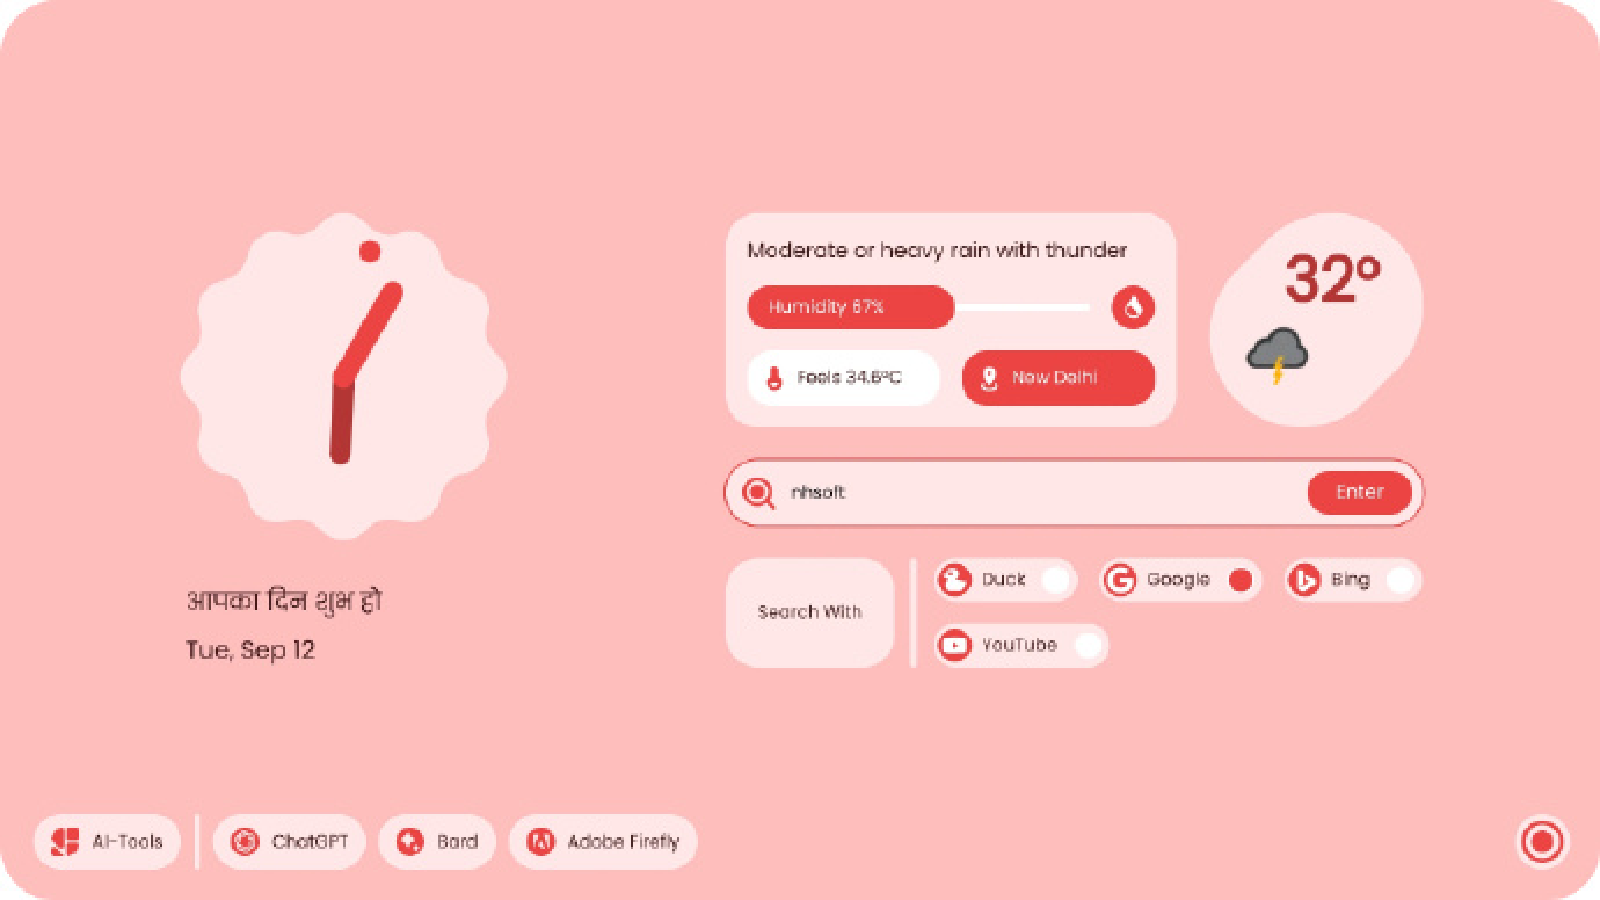 आपका दिन शुभ हो
Tue, Sep 12
Moderate or heavy rain with thunder
Humidity 67%
Feels 34.6°C
New Delhi
32°
nhsoft
Enter
Search With
Duck
Google
Bing
YouTube
AI-Tools
ChatGPT
Bard
Adobe Firefly